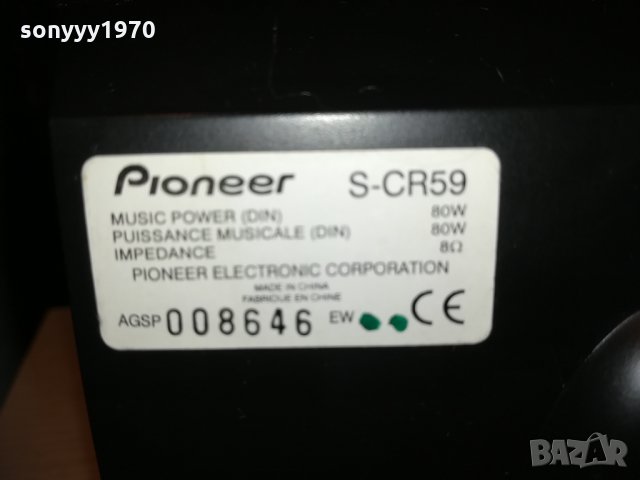 sonyyy1970
Pioneer S-CR59
MUSIC POWER (DIN) 80W
PUISSANCE MUSICALE (DIN) 80W
IMPEDANCE 8Ω
PIONEER ELECTRONIC CORPORATION
MADE IN CHINA
FABRIQUE EN CHINE
AGSP 008646 EW CE
BAZAR